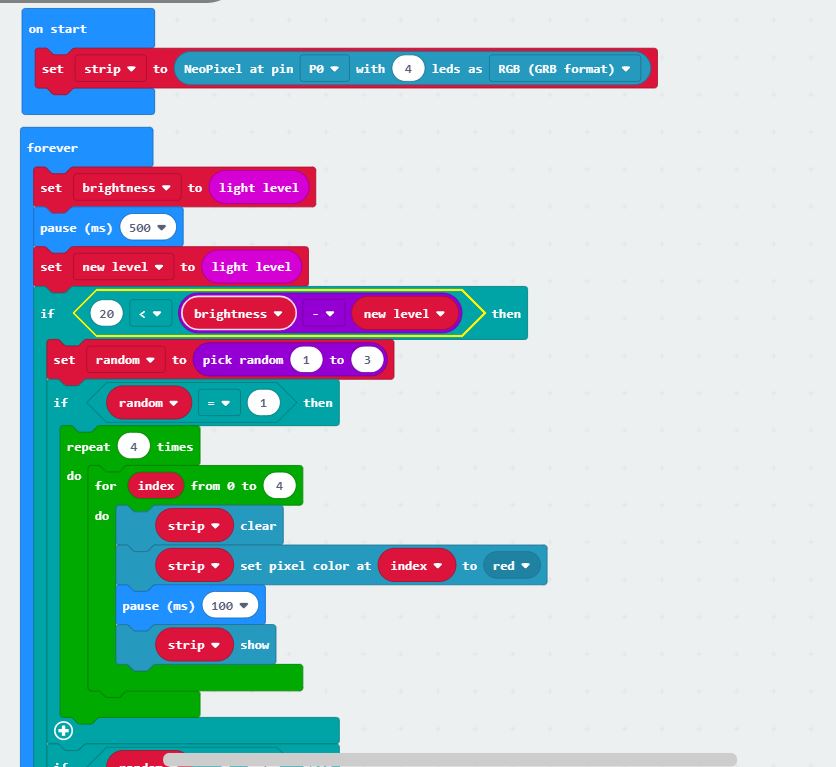 on start
set strip to NeoPixel at pin P0 with 4 leds as RGB (GRB format)
forever
set brightness to light level
pause (ms) 500
set new level to light level
if 20 < brightness - new level then
set random to pick random 1 to 3
if random = 1 then
repeat 4 times
do
for index from 0 to 4
do
strip clear
strip set pixel color at index to red
pause (ms) 100
strip show
if random